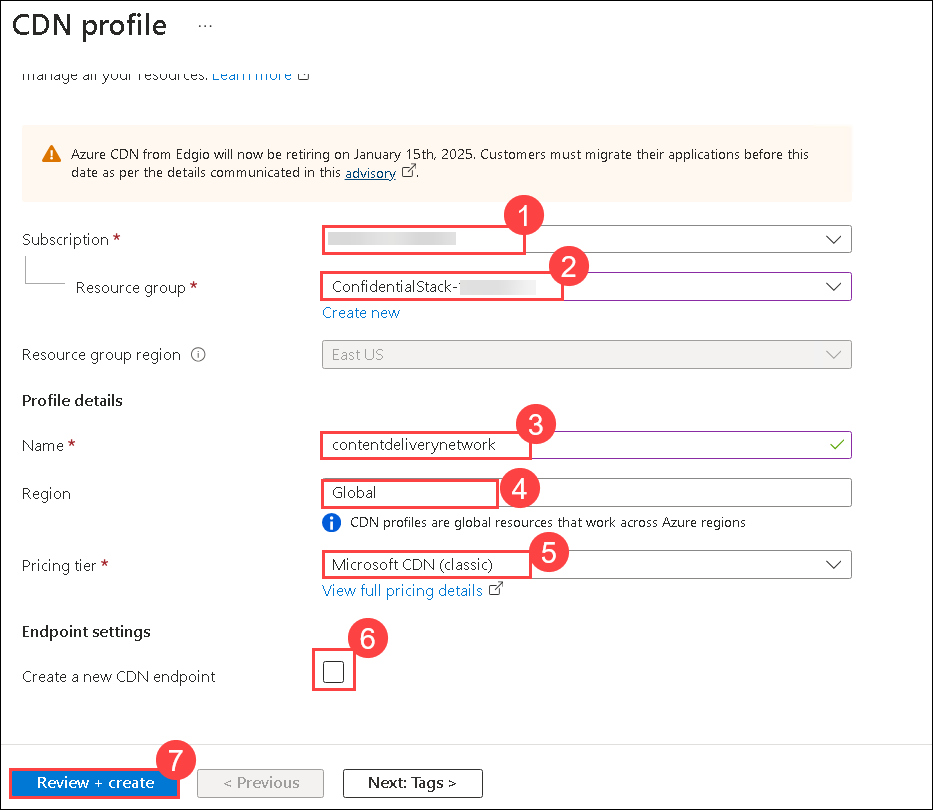 CDN profile ...
manage all your resources. Learn more
Azure CDN from Edgio will now be retiring on January 15th, 2025. Customers must migrate their applications before this
date as per the details communicated in this advisory.
1
Subscription *
2
Resource group * ConfidentialStack-
Create new
Resource group region East US
Profile details
3
Name * contentdeliverynetwork
Region Global 4
CDN profiles are global resources that work across Azure regions
5
Pricing tier * Microsoft CDN (classic)
View full pricing details
Endpoint settings
6
Create a new CDN endpoint
7
Review + create < Previous Next: Tags >